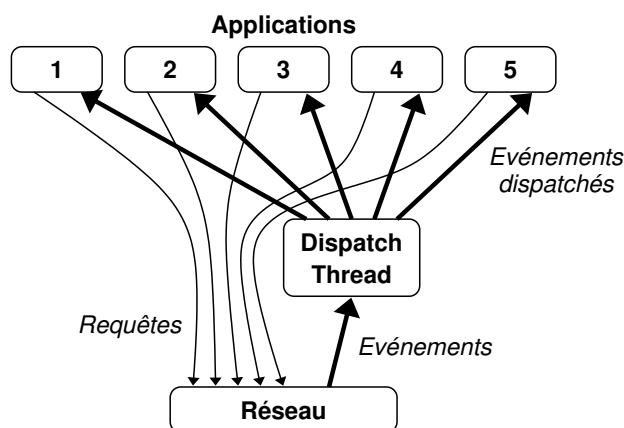 Applications
1 2 3 4 5
Evénements
dispatchés
Dispatch
Thread
Requêtes
Evénements
Réseau